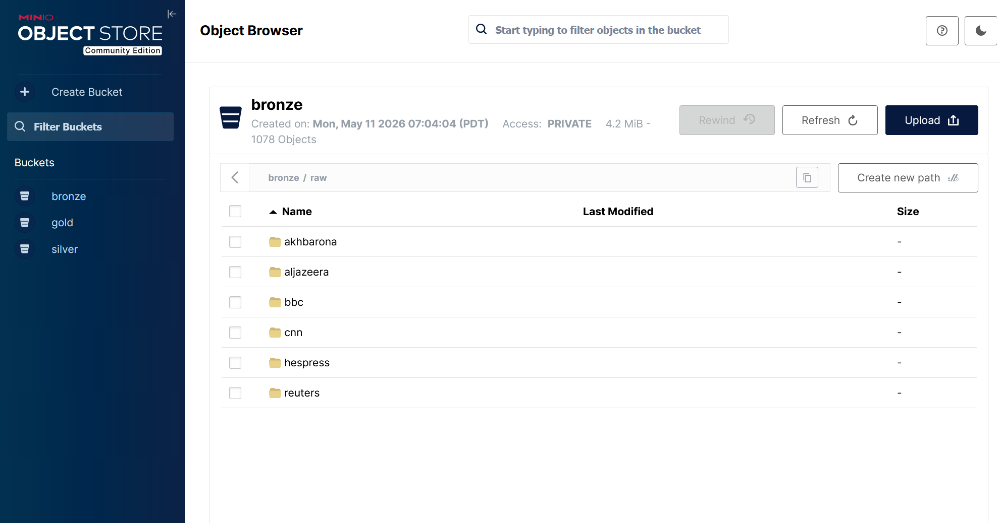 MINIO
OBJECT STORE
Community Edition
Create Bucket
Filter Buckets
Buckets
bronze
gold
silver
Object Browser
Start typing to filter objects in the bucket
bronze
Created on: Mon, May 11 2026 07:04:04 (PDT) Access: PRIVATE 4.2 MiB -
1078 Objects
Rewind
Refresh
Upload
bronze / raw
Create new path
Name Last Modified Size
akhbarona -
aljazeera -
bbc -
cnn -
hespress -
reuters -